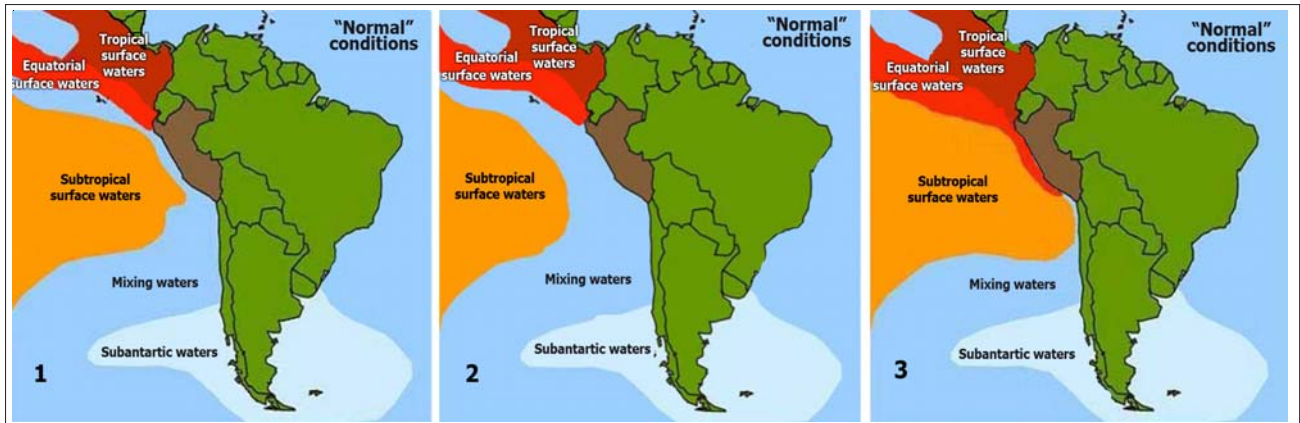 "Normal"
conditions
Tropical
surface
waters
Equatorial
surface waters
Subtropical
surface waters
Mixing waters
Subantartic waters
1
"Normal"
conditions
Tropical
surface
waters
Equatorial
surface waters
Subtropical
surface waters
Mixing waters
Subantartic waters
2
"Normal"
conditions
Tropical
surface
waters
Equatorial
surface waters
Subtropical
surface waters
Mixing waters
Subantartic waters
3